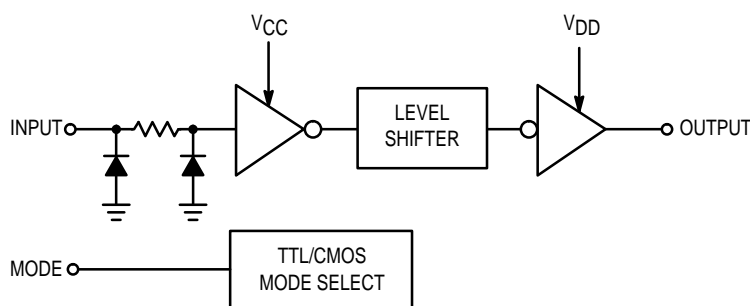 VCC
VDD
INPUT
LEVEL
SHIFTER
OUTPUT
MODE
TTL/CMOS
MODE SELECT